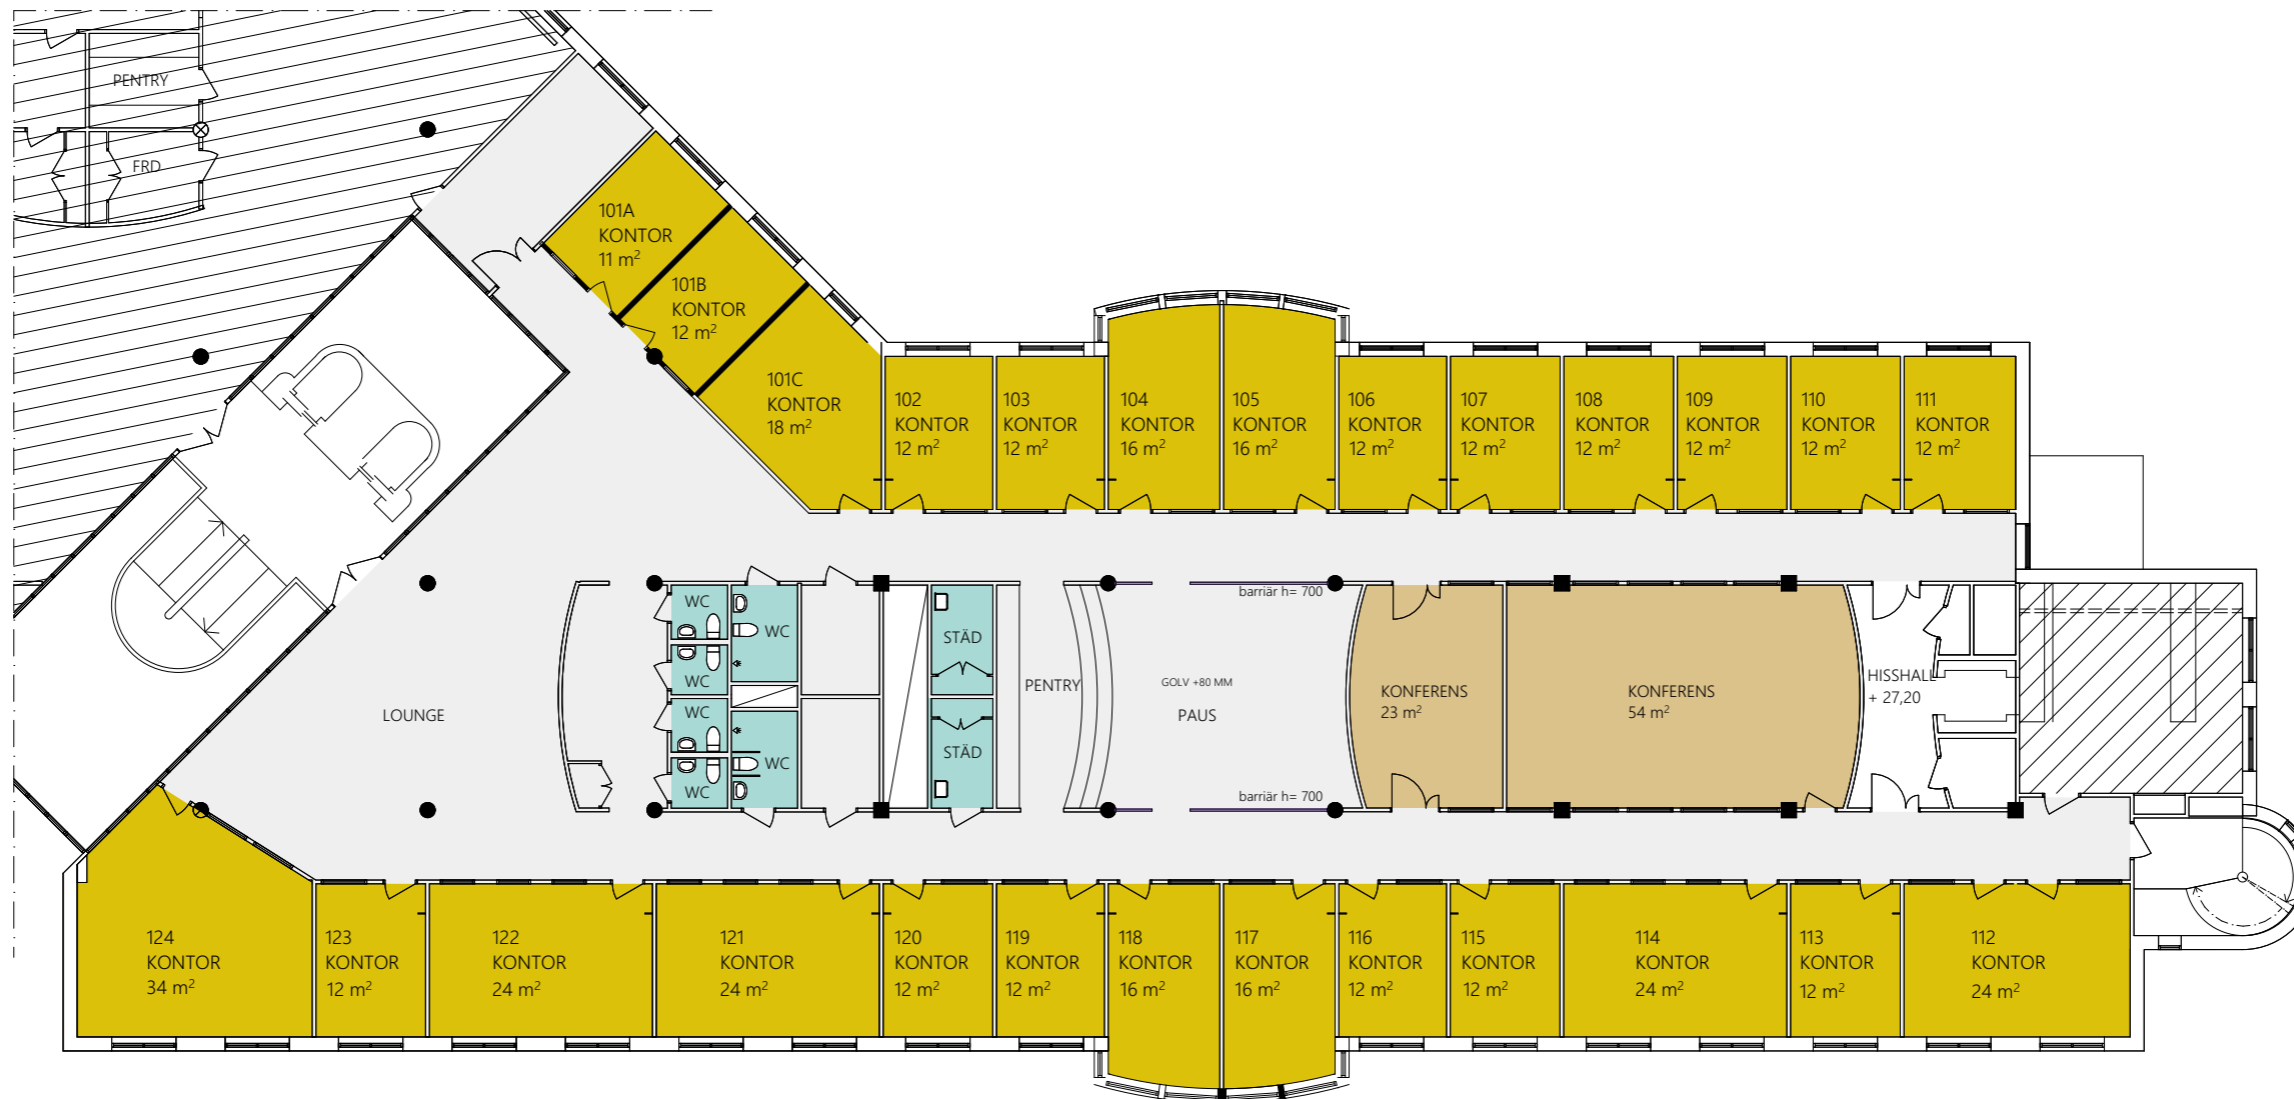 PENTRY
FRD
101A
KONTOR
11 m²
101B
KONTOR
12 m²
101C
KONTOR
18 m²
102
KONTOR
12 m²
103
KONTOR
12 m²
104
KONTOR
16 m²
105
KONTOR
16 m²
106
KONTOR
12 m²
107
KONTOR
12 m²
108
KONTOR
12 m²
109
KONTOR
12 m²
110
KONTOR
12 m²
111
KONTOR
12 m²
LOUNGE
WC
WC
WC
WC
WC
WC
STÄD
STÄD
PENTRY
barriär h= 700
GOLV +80 MM
PAUS
barriär h= 700
KONFERENS
23 m²
KONFERENS
54 m²
HISSHALL
+ 27,20
124
KONTOR
34 m²
123
KONTOR
12 m²
122
KONTOR
24 m²
121
KONTOR
24 m²
120
KONTOR
12 m²
119
KONTOR
12 m²
118
KONTOR
16 m²
117
KONTOR
16 m²
116
KONTOR
12 m²
115
KONTOR
12 m²
114
KONTOR
24 m²
113
KONTOR
12 m²
112
KONTOR
24 m²